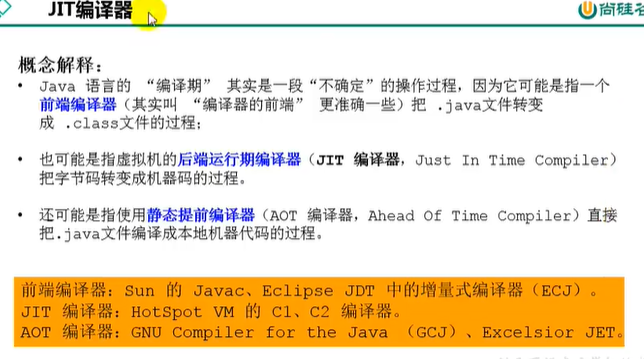 JIT编译器
尚硅谷
概念解释：
• Java 语言的 “编译期” 其实是一段“不确定”的操作过程，因为它可能是指一个
前端编译器（其实叫 “编译器的前端” 更准确一些）把 .java文件转变
成 .class文件的过程；
• 也可能是指虚拟机的后端运行期编译器（JIT 编译器，Just In Time Compiler）
把字节码转变成机器码的过程。
• 还可能是指使用静态提前编译器（AOT 编译器，Ahead Of Time Compiler）直接
把.java文件编译成本地机器代码的过程。
前端编译器：Sun 的 Javac、Eclipse JDT 中的增量式编译器（ECJ）。
JIT 编译器：HotSpot VM 的 C1、C2 编译器。
AOT 编译器：GNU Compiler for the Java （GCJ）、Excelsior JET。